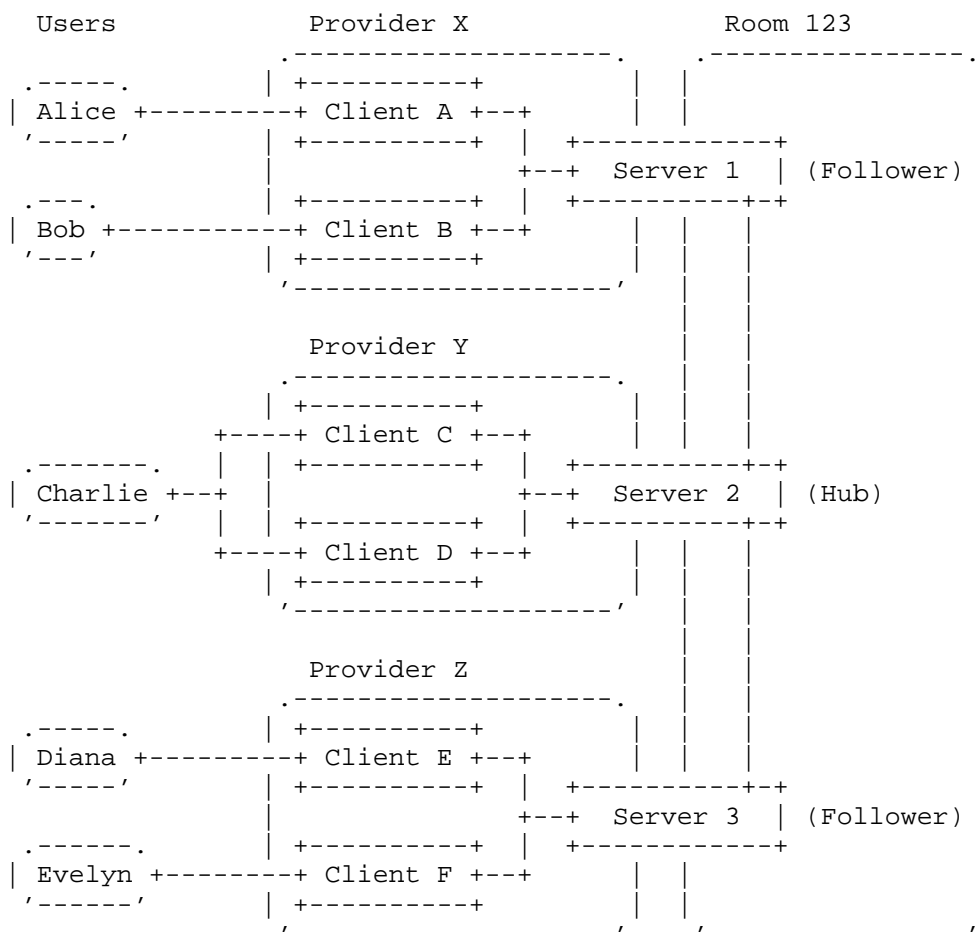 Users Provider X Room 123
Alice Client A
Server 1 (Follower)
Bob Client B
Provider Y
Client C
Charlie Server 2 (Hub)
Client D
Provider Z
Diana Client E
Server 3 (Follower)
Evelyn Client F